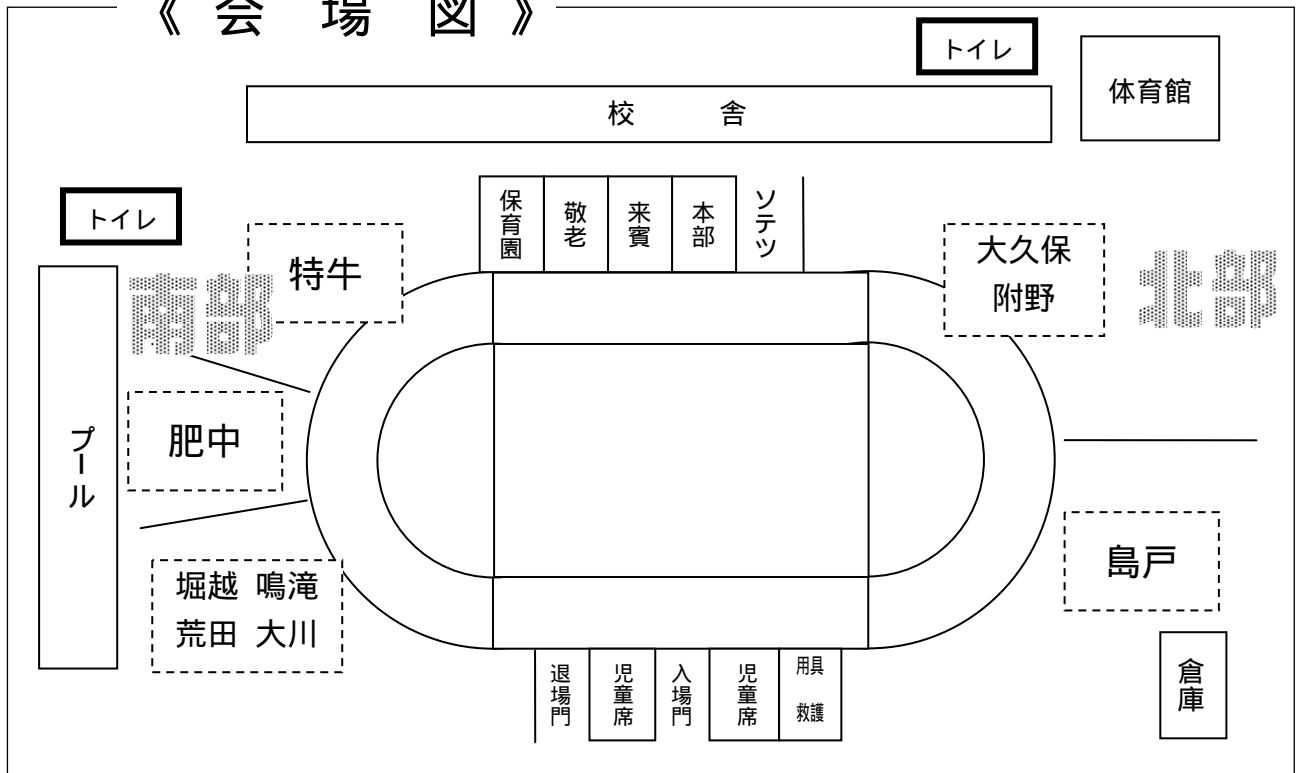 《 会 場 図 》
トイレ
体育館
校 舎
トイレ
保育園
敬老
来賓
本部
ソテツ
特牛
大久保
附野
南部
北部
肥中
プール
島戸
堀越 鳴滝
荒田 大川
退場門
児童席
入場門
児童席
用具
救護
倉庫